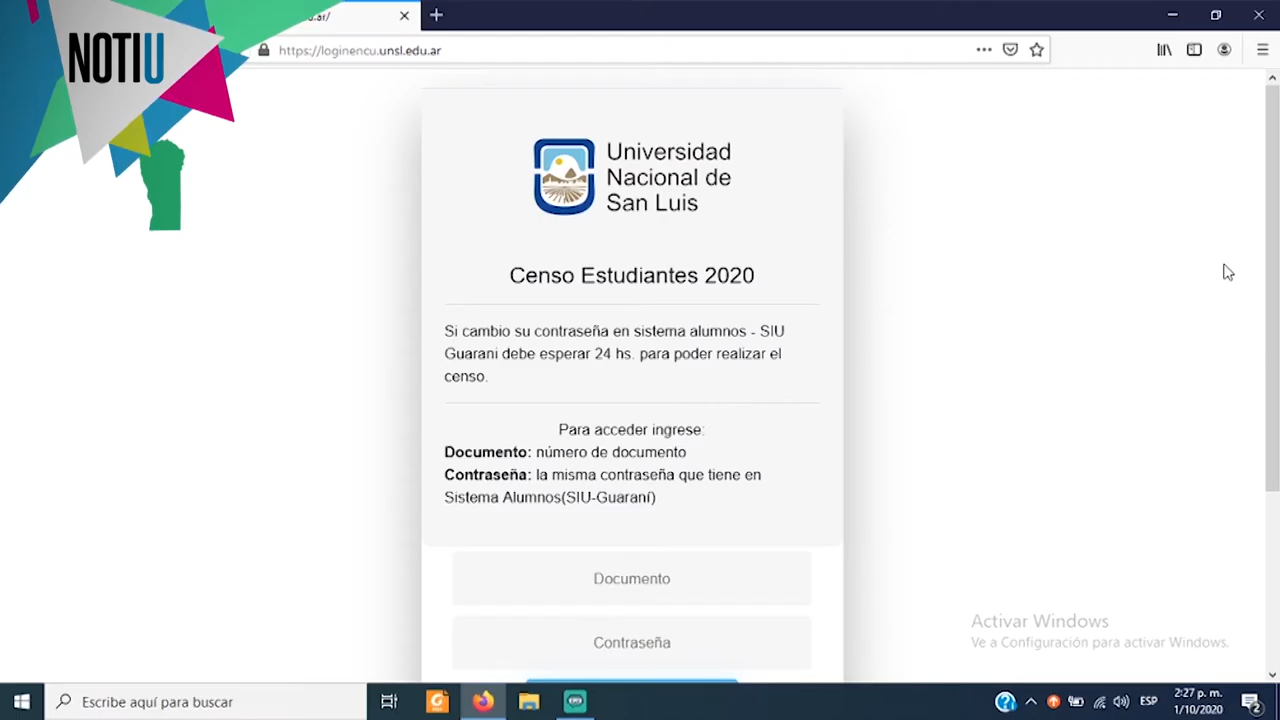 NOTIU
https://loginencu.unsl.edu.ar
Universidad
Nacional de
San Luis
Censo Estudiantes 2020
Si cambio su contraseña en sistema alumnos - SIU
Guarani debe esperar 24 hs. para poder realizar el
censo.
Para acceder ingrese:
Documento: número de documento
Contraseña: la misma contraseña que tiene en
Sistema Alumnos(SIU-Guaraní)
Documento
Contraseña
Activar Windows
Ve a Configuración para activar Windows.
Escribe aquí para buscar
ESP
2:27 p. m.
1/10/2020
2